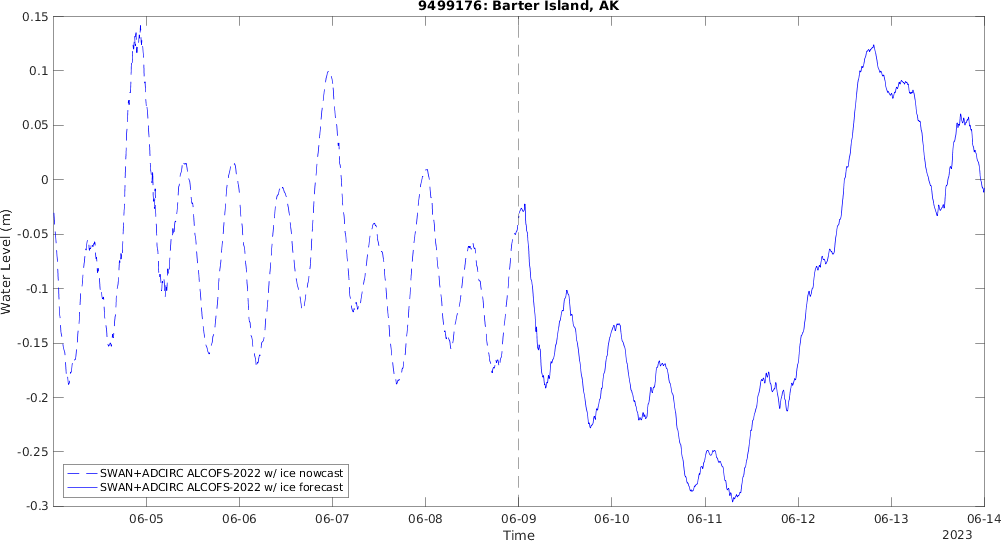 9499176: Barter Island, AK
Water Level (m)
0.15
0.1
0.05
0
-0.05
-0.1
-0.15
-0.2
-0.25
-0.3
SWAN+ADCIRC ALCOFS-2022 w/ ice nowcast
SWAN+ADCIRC ALCOFS-2022 w/ ice forecast
06-05 06-06 06-07 06-08 06-09 06-10 06-11 06-12 06-13 06-14
Time
2023